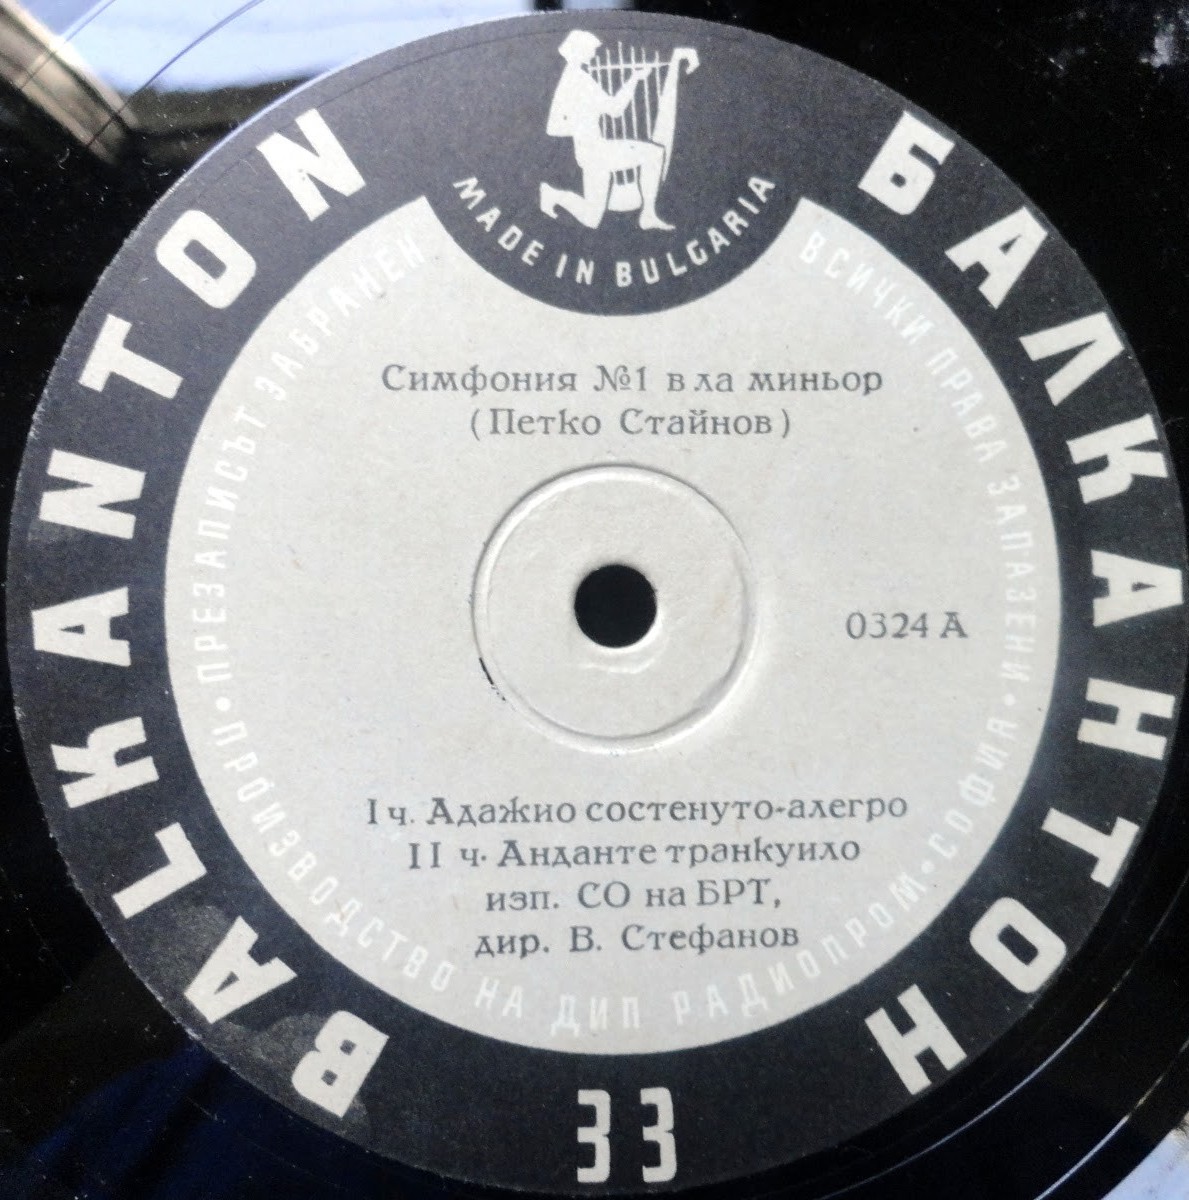 BALKANTON
БАЛКАНТОН
MADE IN BULGARIA
ВСИЧКИ ПРАВА ЗАПАЗЕНИ • СОФИЯ • ПРОИЗВОДСТВО НА ДИП РАДИОПРОМ • ПРЕЗАПИСЪТ ЗАБРАНЕН
Симфония №1 в ла миньор
(Петко Стайнов)
0324 А
I ч. Адажио состенуто-алегро
II ч. Анданте транкуило
изп. СО на БРТ,
дир. В. Стефанов
33